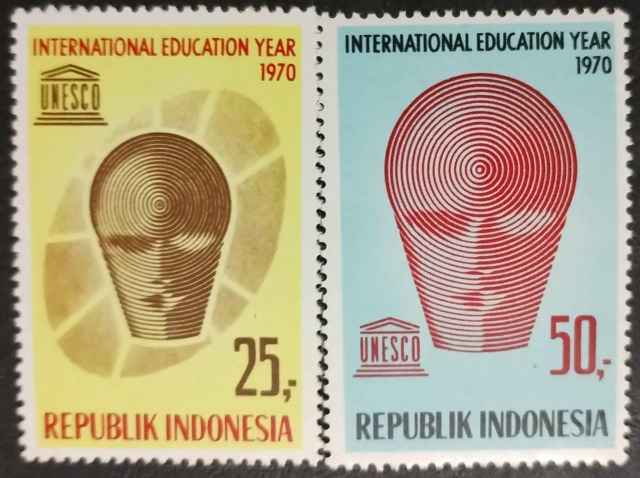 INTERNATIONAL EDUCATION YEAR
1970
UNESCO
25,-
REPUBLIK INDONESIA
INTERNATIONAL EDUCATION YEAR
1970
UNESCO
50,-
REPUBLIK INDONESIA